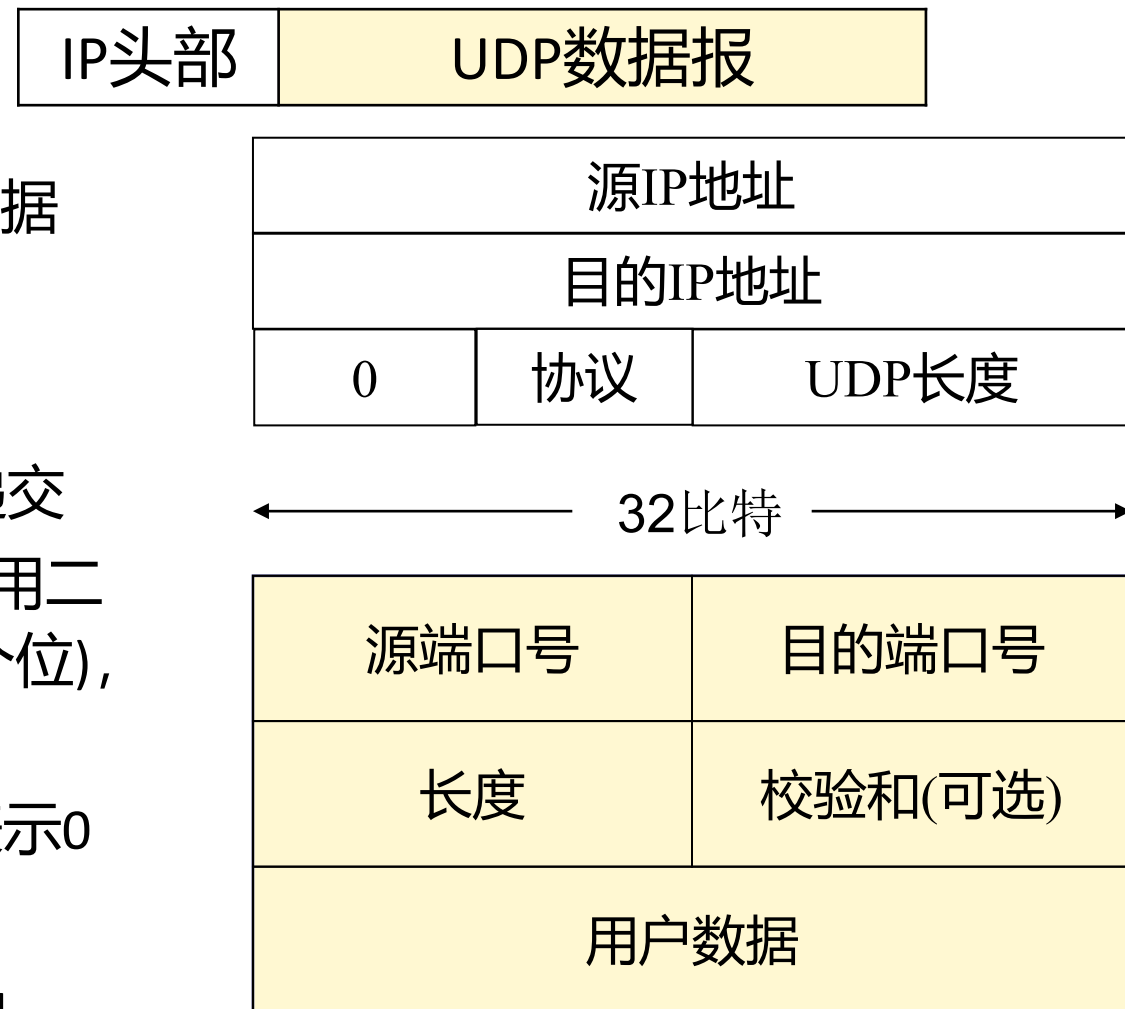 IP头部 UDP数据报
据
源IP地址
目的IP地址
0 协议 UDP长度
交
32比特
用二
源端口号 目的端口号
位),
长度 校验和(可选)
示0
用户数据